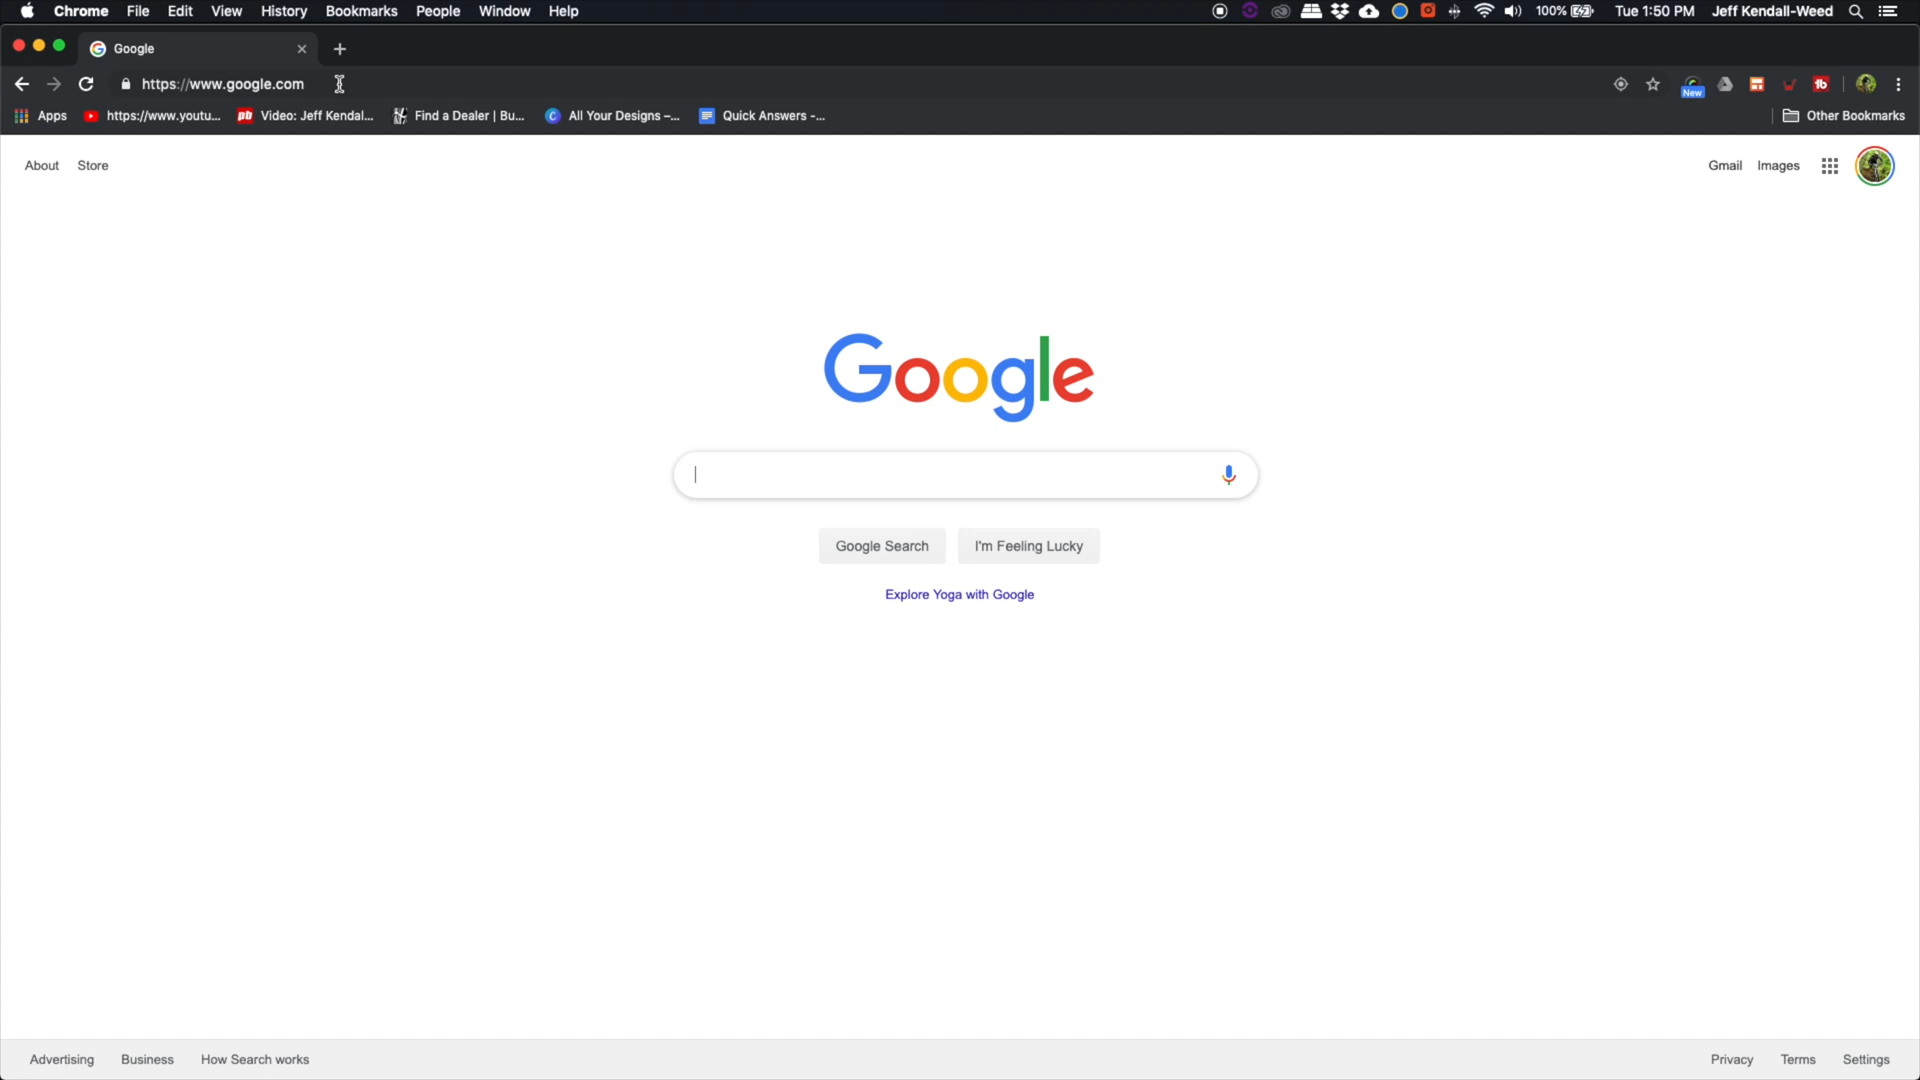 Chrome File Edit View History Bookmarks People Window Help 100% Tue 1:50 PM Jeff Kendall-Weed
Google
https://www.google.com
New
tb
Apps https://www.youtu... pb Video: Jeff Kendal... Find a Dealer | Bu... C All Your Designs –... Quick Answers -... Other Bookmarks
About Store Gmail Images
Google
Google Search I'm Feeling Lucky
Explore Yoga with Google
Advertising Business How Search works Privacy Terms Settings